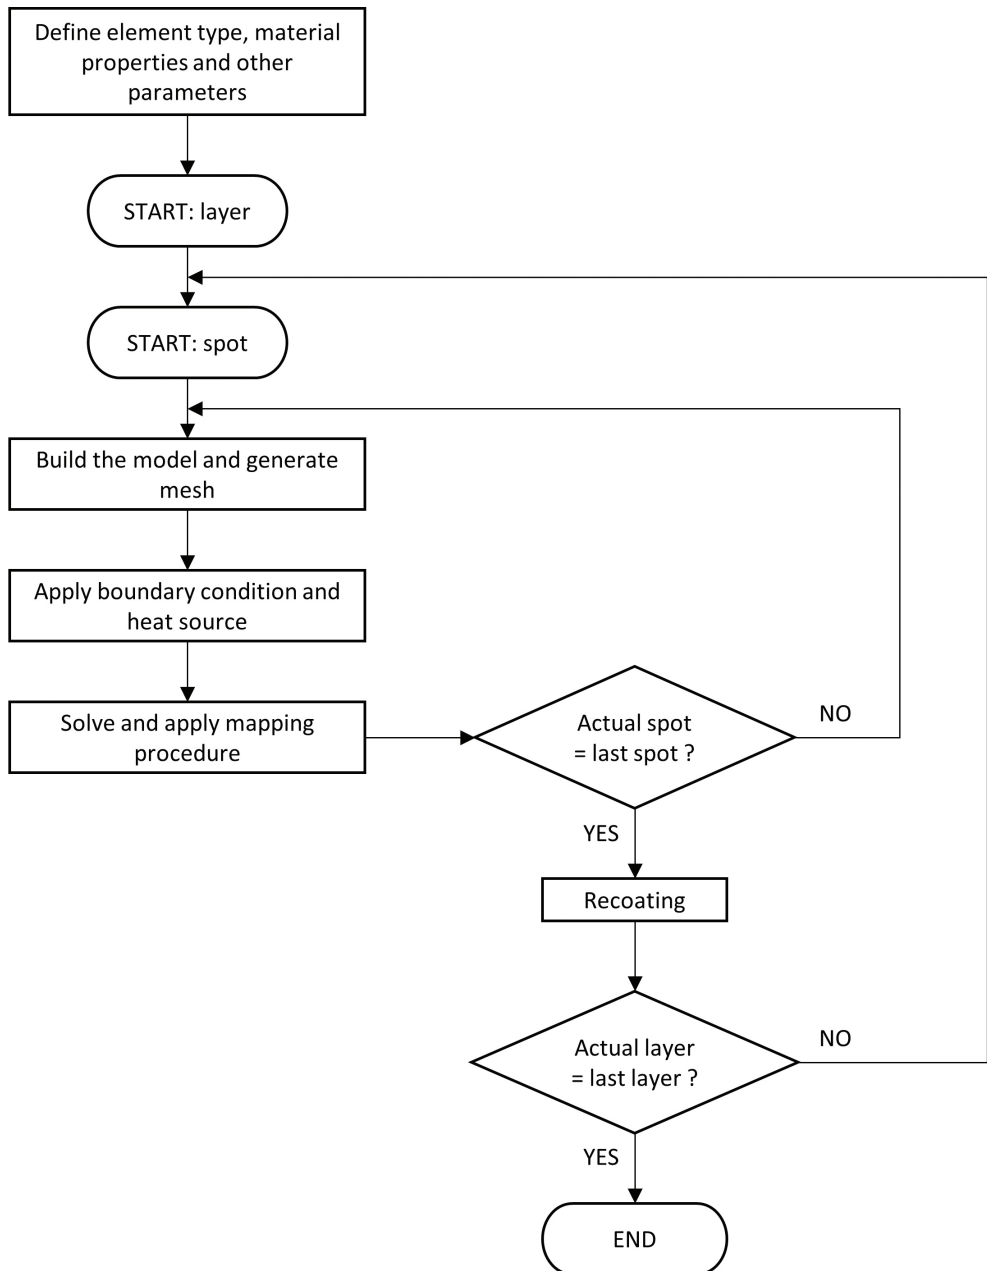 Define element type, material
properties and other
parameters
START: layer
START: spot
Build the model and generate
mesh
Apply boundary condition and
heat source
Solve and apply mapping
procedure
Actual spot
= last spot ?
NO
YES
Recoating
Actual layer
= last layer ?
NO
YES
END